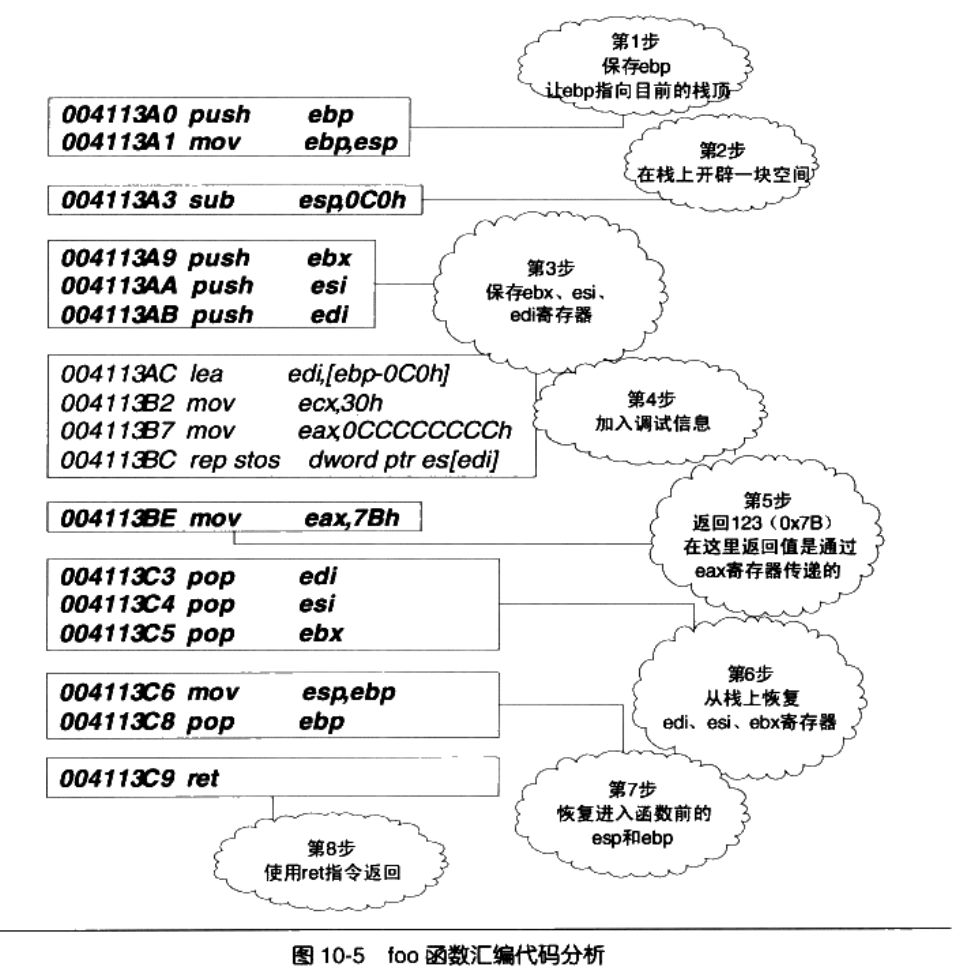 第1步
保存ebp
让ebp指向目前的栈顶
004113A0 push ebp
004113A1 mov ebp,esp
第2步
在栈上开辟一块空间
004113A3 sub esp,0C0h
004113A9 push ebx
004113AA push esi
004113AB push edi
第3步
保存ebx、esi、
edi寄存器
004113AC lea edi,[ebp-0C0h]
004113B2 mov ecx,30h
004113B7 mov eax,0CCCCCCCCh
004113BC rep stos dword ptr es[edi]
第4步
加入调试信息
004113BE mov eax,7Bh
第5步
返回123（0x7B）
在这里返回值是通过
eax寄存器传递的
004113C3 pop edi
004113C4 pop esi
004113C5 pop ebx
第6步
从栈上恢复
edi、esi、ebx寄存器
004113C6 mov esp,ebp
004113C8 pop ebp
第7步
恢复进入函数前的
esp和ebp
004113C9 ret
第8步
使用ret指令返回
图 10-5 foo 函数汇编代码分析